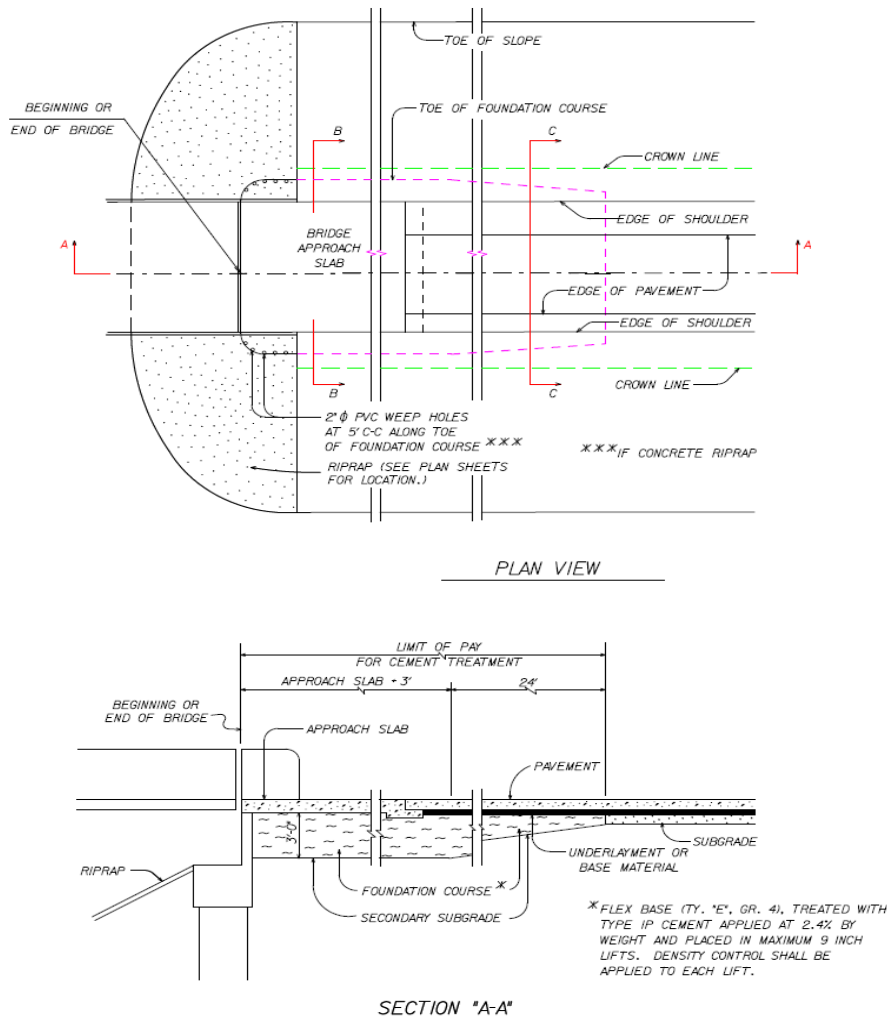 TOE OF SLOPE
TOE OF FOUNDATION COURSE
BEGINNING OR
END OF BRIDGE
B
C
CROWN LINE
EDGE OF SHOULDER
BRIDGE
APPROACH
SLAB
A
A
EDGE OF PAVEMENT
EDGE OF SHOULDER
B
C
CROWN LINE
2" ϕ PVC WEEP HOLES
AT 5' C-C ALONG TOE
OF FOUNDATION COURSE ***
***IF CONCRETE RIPRAP
RIPRAP (SEE PLAN SHEETS
FOR LOCATION.)
PLAN VIEW
LIMIT OF PAY
FOR CEMENT TREATMENT
APPROACH SLAB + 3'
24'
BEGINNING OR
END OF BRIDGE
APPROACH SLAB
PAVEMENT
3'-0"
SUBGRADE
UNDERLAYMENT OR
BASE MATERIAL
RIPRAP
FOUNDATION COURSE *
SECONDARY SUBGRADE
*FLEX BASE (TY. "E", GR. 4), TREATED WITH
TYPE IP CEMENT APPLIED AT 2.4% BY
WEIGHT AND PLACED IN MAXIMUM 9 INCH
LIFTS. DENSITY CONTROL SHALL BE
APPLIED TO EACH LIFT.
SECTION "A-A"